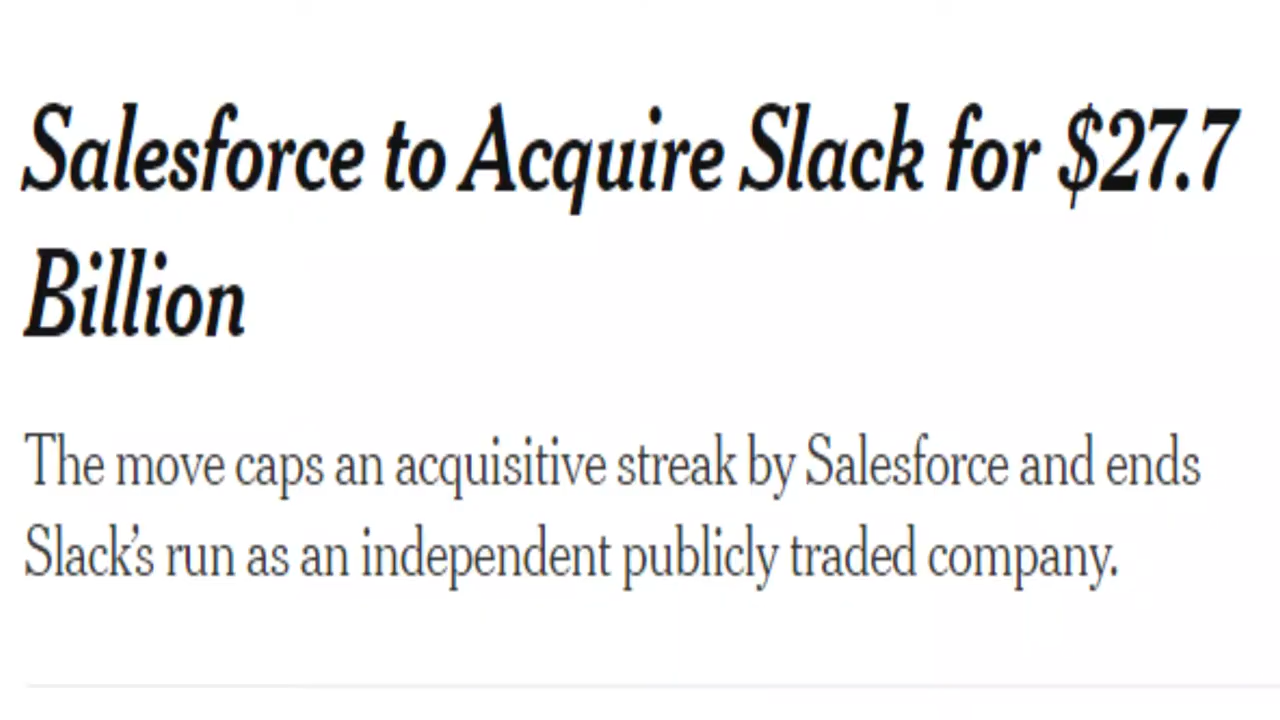 Salesforce to Acquire Slack for $27.7
Billion
The move caps an acquisitive streak by Salesforce and ends
Slack’s run as an independent publicly traded company.